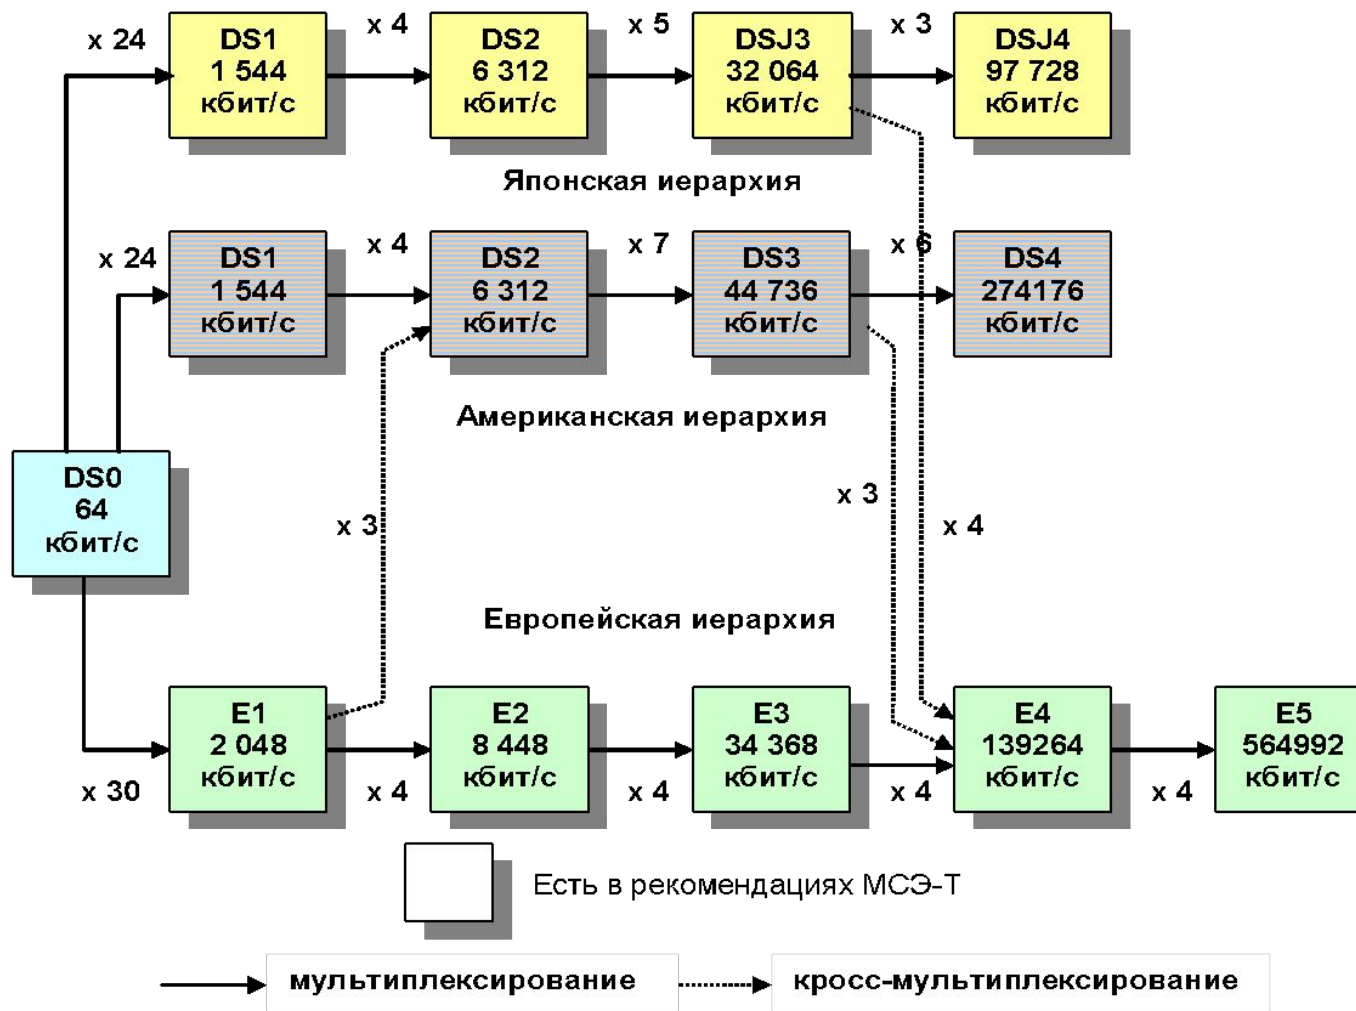 x 24
DS1
1 544
кбит/с
x 4
DS2
6 312
кбит/с
x 5
DSJ3
32 064
кбит/с
x 3
DSJ4
97 728
кбит/с
Японская иерархия
x 24
DS1
1 544
кбит/с
x 4
DS2
6 312
кбит/с
x 7
DS3
44 736
кбит/с
x 6
DS4
274176
кбит/с
Американская иерархия
DS0
64
кбит/с
x 3
x 3
x 4
Европейская иерархия
x 30
E1
2 048
кбит/с
x 4
E2
8 448
кбит/с
x 4
E3
34 368
кбит/с
x 4
E4
139264
кбит/с
x 4
E5
564992
кбит/с
Есть в рекомендациях МСЭ-Т
мультиплексирование
кросс-мультиплексирование